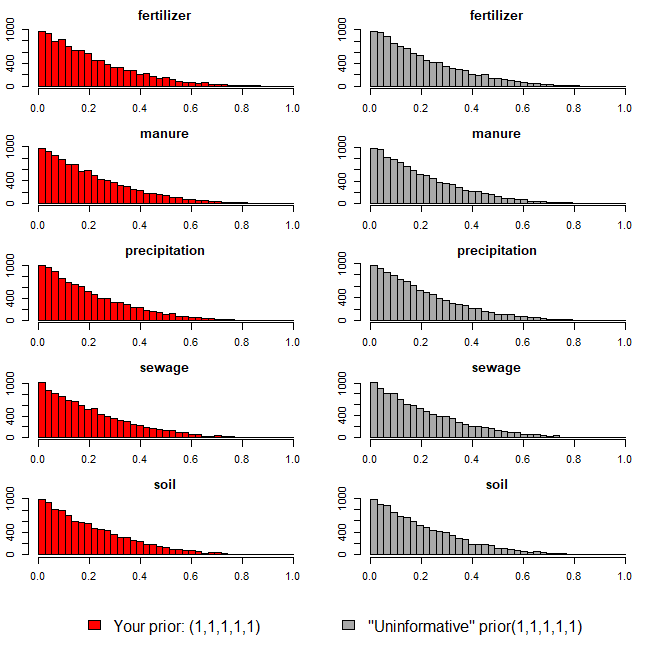 fertilizer fertilizer
1000
400
0
0.0 0.2 0.4 0.6 0.8 1.0
1000
400
0
0.0 0.2 0.4 0.6 0.8 1.0
manure manure
1000
400
0
0.0 0.2 0.4 0.6 0.8 1.0
1000
400
0
0.0 0.2 0.4 0.6 0.8 1.0
precipitation precipitation
1000
400
0
0.0 0.2 0.4 0.6 0.8 1.0
1000
400
0
0.0 0.2 0.4 0.6 0.8 1.0
sewage sewage
1000
400
0
0.0 0.2 0.4 0.6 0.8 1.0
1000
400
0
0.0 0.2 0.4 0.6 0.8 1.0
soil soil
1000
400
0
0.0 0.2 0.4 0.6 0.8 1.0
1000
400
0
0.0 0.2 0.4 0.6 0.8 1.0
Your prior: (1,1,1,1,1)
"Uninformative" prior(1,1,1,1,1)